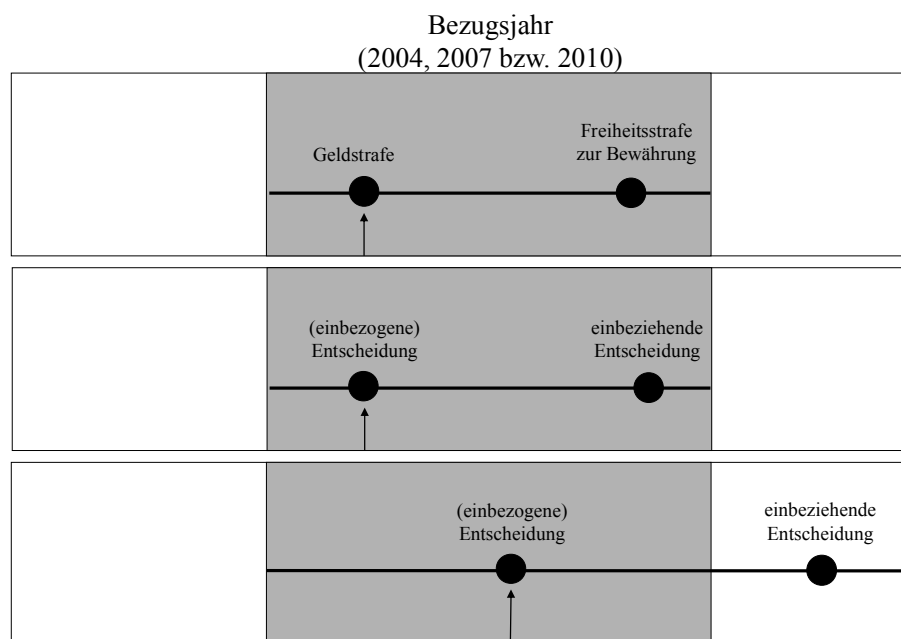 Bezugsjahr
(2004, 2007 bzw. 2010)
Geldstrafe
Freiheitsstrafe
zur Bewährung
(einbezogene)
Entscheidung
einbeziehende
Entscheidung
(einbezogene)
Entscheidung
einbeziehende
Entscheidung